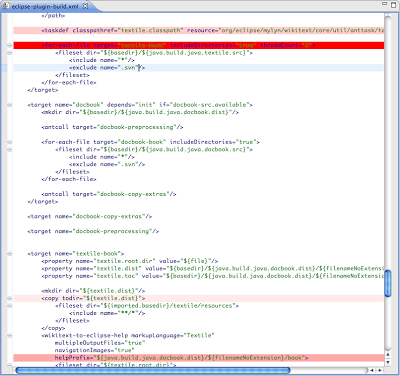 eclipse-plugin-build.xml
</path>
<taskdef classpathref="textile.classpath" resource="org/eclipse/mylyn/wikitext/core/util/anttask/t
<for-each-file target="textile-book" includeDirectories="true"
<fileset dir="${basedir}/${java.build.java.textile.src}">
<include name="*"/>
<exclude name=".svn"/>
</fileset>
</for-each-file>
</target>
<target name="docbook" depends="init" if="docbook-src.available">
<mkdir dir="${basedir}/${java.build.java.docbook.dist}"/>
<antcall target="docbook-preprocessing"/>
<for-each-file target="docbook-book" includeDirectories="true">
<fileset dir="${basedir}/${java.build.java.docbook.src}">
<include name="*"/>
<exclude name=".svn"/>
</fileset>
</for-each-file>
<antcall target="docbook-copy-extras"/>
</target>
<target name="docbook-copy-extras"/>
<target name="docbook-preprocessing"/>
<target name="textile-book">
<property name="textile.root.dir" value="${file}"/>
<property name="textile.dist" value="${basedir}/${java.build.java.docbook.dist}/${filenameNoExtension}
<property name="textile.toc" value="${basedir}/${java.build.java.docbook.dist}/${filenameNoExtension}
<mkdir dir="${textile.dist}"/>
<copy todir="${textile.dist}">
<fileset dir="${imported.basedir}/textile/resources">
<include name="**/*"/>
</fileset>
</copy>
<wikitext-to-eclipse-help markupLanguage="Textile"
multipleOutputFiles="true"
navigationImages="true"
helpPrefix="${java.build.java.docbook.dist}/${filenameNoExtension}/book">
<fileset dir="${textile.root.dir}"